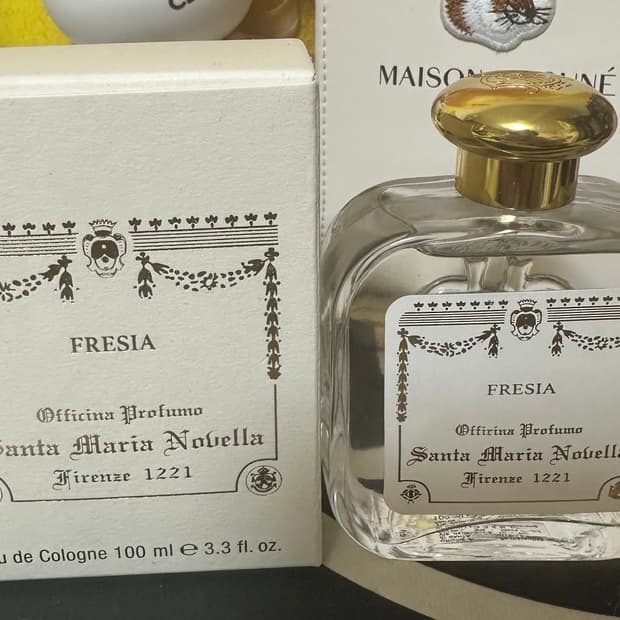 MAISON
FRESIA
Officina Profumo
Santa Maria Novella
Firenze 1221
de Cologne 100 ml ℮ 3.3 fl. oz.
FRESIA
Officina Profumo
Santa Maria Novella
Firenze 1221